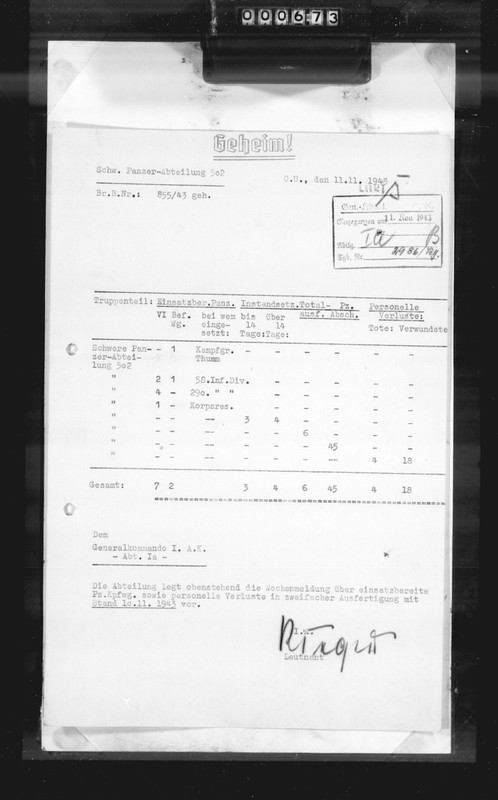 000673
Geheim!
Schw. Panzer-Abteilung 502
O.U., den 11.11. 1943
Br.B.Nr.: 855/43 geh.
Eingegangen am 11. Nov. 1943
Ia
Tgb. Nr. 2986/
Truppenteil: Einsatzber.Panz. Instandsetz. Total- Pz. Personelle
ausf. Absch. Verluste:
VI Bef. bei wem bis über Tote: Verwundete
Wg. einge- 14 14
setzt: Tage: Tage:
Schwere Pan- - 1 Kampfgr. - - - - - -
zer-Abtei- Thumm
lung 502
" 2 1 58.Inf.Div. - - - - -
" 4 - 290. " " - - - - -
" 1 - Korpsres. - - - - -
" - - -- 3 4 - - - -
" - - -- - - 6 - - -
" - - -- - - - 45 - -
" - - -- - - - -- 4 18
Gesamt: 7 2 3 4 6 45 4 18
Dem
Generalkommando I. A.K.
- Abt. Ia -
Die Abteilung legt obenstehend die Wochenmeldung über einsatzbereite
Pz.Kpfwg. sowie personelle Verluste in zweifacher Ausfertigung mit
Stand 10.11. 1943 vor.
I.V.
Leutnant